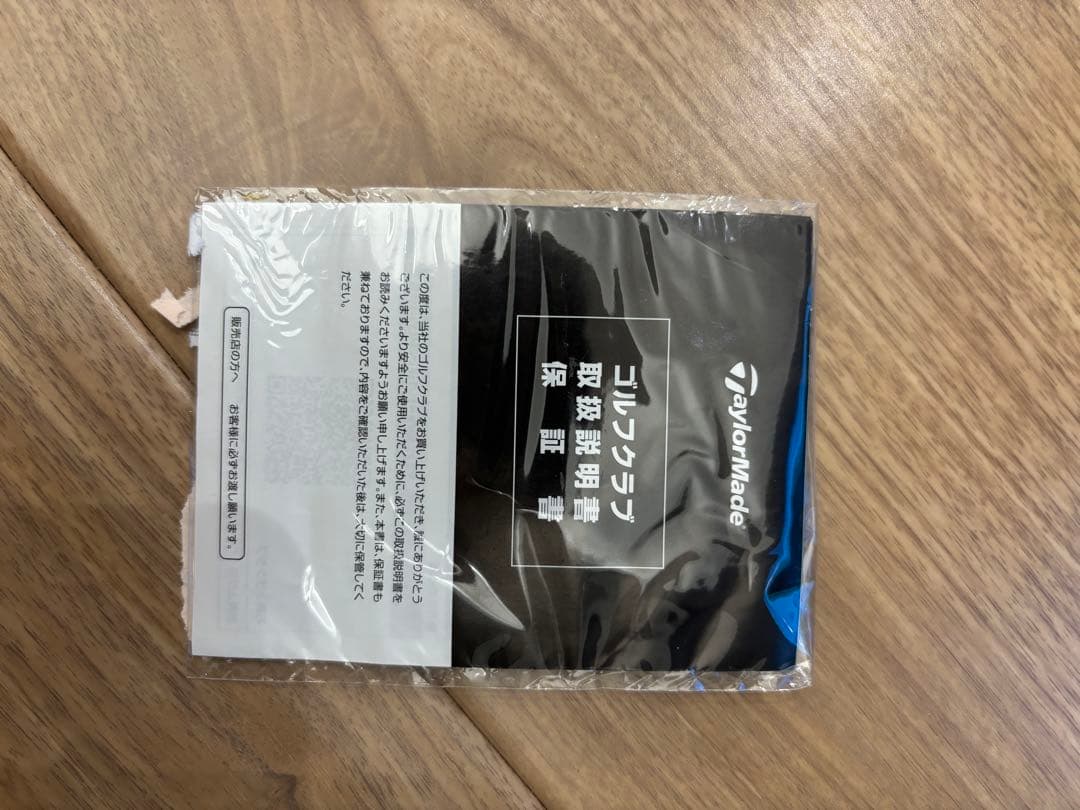 TaylorMade
ゴルフクラブ
取扱説明書
保証書
この度は、当社のゴルフクラブをお買い上げいただき、誠にありがとう
ございます。より安全にご使用いただくために、必ずこの取扱説明書を
お読みくださいますようお願い申し上げます。また、本書は、保証書も
兼ねておりますので、内容をご確認いただいた後は、大切に保管してく
ださい。
販売店の方へ お客様に必ずお渡し願います。